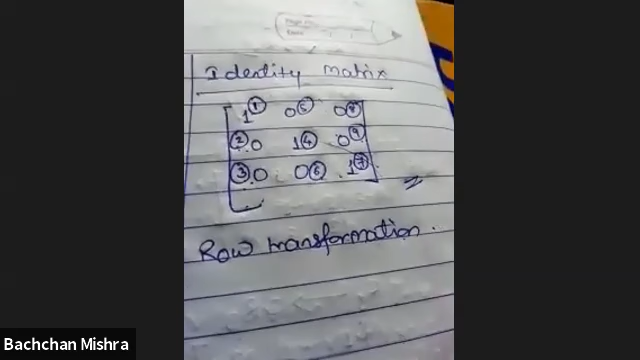 Identity matrix
1① 0⑤ 0⑧
②0 1④ 0⑨
③0 0⑥ 1⑦
Row transformation.
Bachchan Mishra